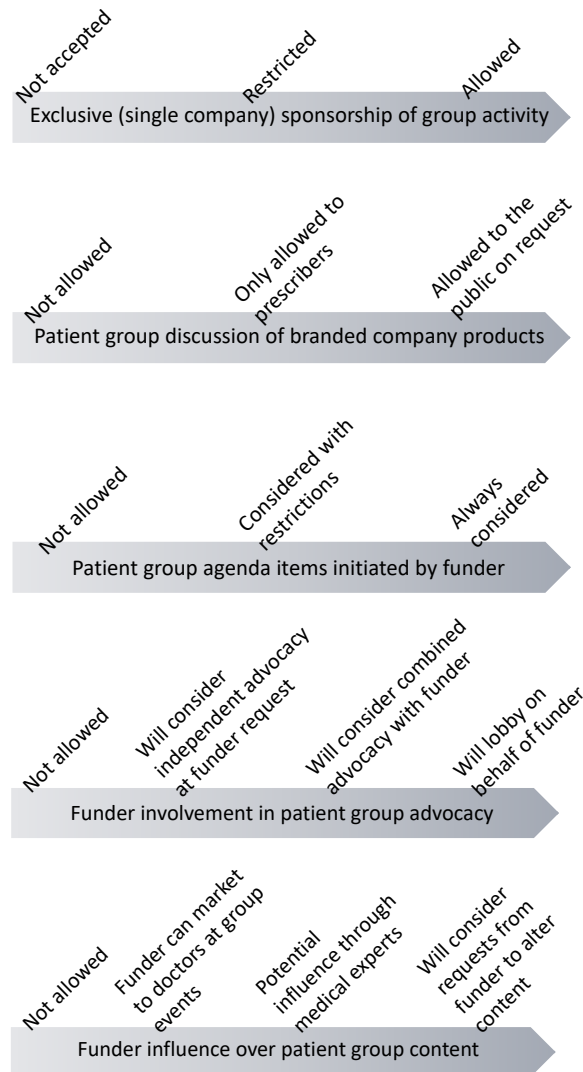 Not accepted
Restricted
Allowed
Exclusive (single company) sponsorship of group activity
Not allowed
Only allowed to
prescribers
Allowed to the
public on request
Patient group discussion of branded company products
Not allowed
Considered with
restrictions
Always
considered
Patient group agenda items initiated by funder
Not allowed
Will consider
independent advocacy
at funder request
Will consider combined
advocacy with funder
Will lobby on
behalf of funder
Funder involvement in patient group advocacy
Not allowed
Funder can market
to doctors at group
events
Potential
influence through
medical experts
Will consider
requests from
funder to alter
content
Funder influence over patient group content